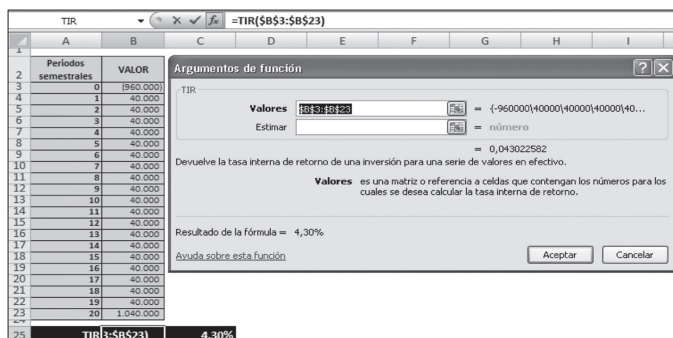 TIR =TIR($B$3:$B$23)
A B C D E F G H I
1
2 Periodos semestrales VALOR
3 0 (960.000)
4 1 40.000
5 2 40.000
6 3 40.000
7 4 40.000
8 5 40.000
9 6 40.000
10 7 40.000
11 8 40.000
12 9 40.000
13 10 40.000
14 11 40.000
15 12 40.000
16 13 40.000
17 14 40.000
18 15 40.000
19 16 40.000
20 17 40.000
21 18 40.000
22 19 40.000
23 20 1.040.000
25 TIR 3:$B$23) 4,30%
Argumentos de función
TIR
Valores $B$3:$B$23 = {-960000\40000\40000\40000\40...
Estimar = número
= 0,043022582
Devuelve la tasa interna de retorno de una inversión para una serie de valores en efectivo.
Valores es una matriz o referencia a celdas que contengan los números para los
cuales se desea calcular la tasa interna de retorno.
Resultado de la fórmula = 4,30%
Ayuda sobre esta función Aceptar Cancelar